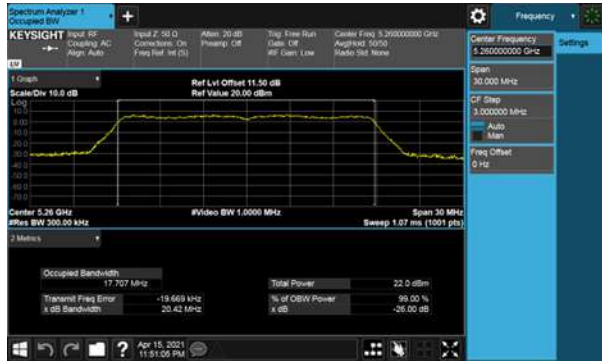 Spectrum Analyzer 1
Occupied BW
+
Frequency
KEYSIGHT
Input: RF
Coupling: AC
Align: Auto
Input Z: 50 Ω
Corrections: On
Freq Ref: Int (S)
Atten: 20 dB
Preamp: Off
Trig: Free Run
Gate: Off
#IF Gain: Low
Center Freq: 5.260000000 GHz
Avg|Hold: 50/50
Radio Std: None
Center Frequency
5.260000000 GHz
Settings
Span
30.000 MHz
CF Step
3.000000 MHz
Auto
Man
Freq Offset
0 Hz
1 Graph
Scale/Div 10.0 dB
Ref Lvl Offset 11.50 dB
Ref Value 20.00 dBm
Log
10.0
0.00
-10.0
-20.0
-30.0
-40.0
-50.0
-60.0
-70.0
Center 5.26 GHz
#Video BW 1.0000 MHz
Span 30 MHz
#Res BW 300.00 kHz
Sweep 1.07 ms (1001 pts)
2 Metrics
Occupied Bandwidth
17.707 MHz
Total Power
22.0 dBm
Transmit Freq Error
-19.669 kHz
% of OBW Power
99.00 %
x dB Bandwidth
20.42 MHz
x dB
-26.00 dB
?
Apr 15, 2021
11:51:05 PM